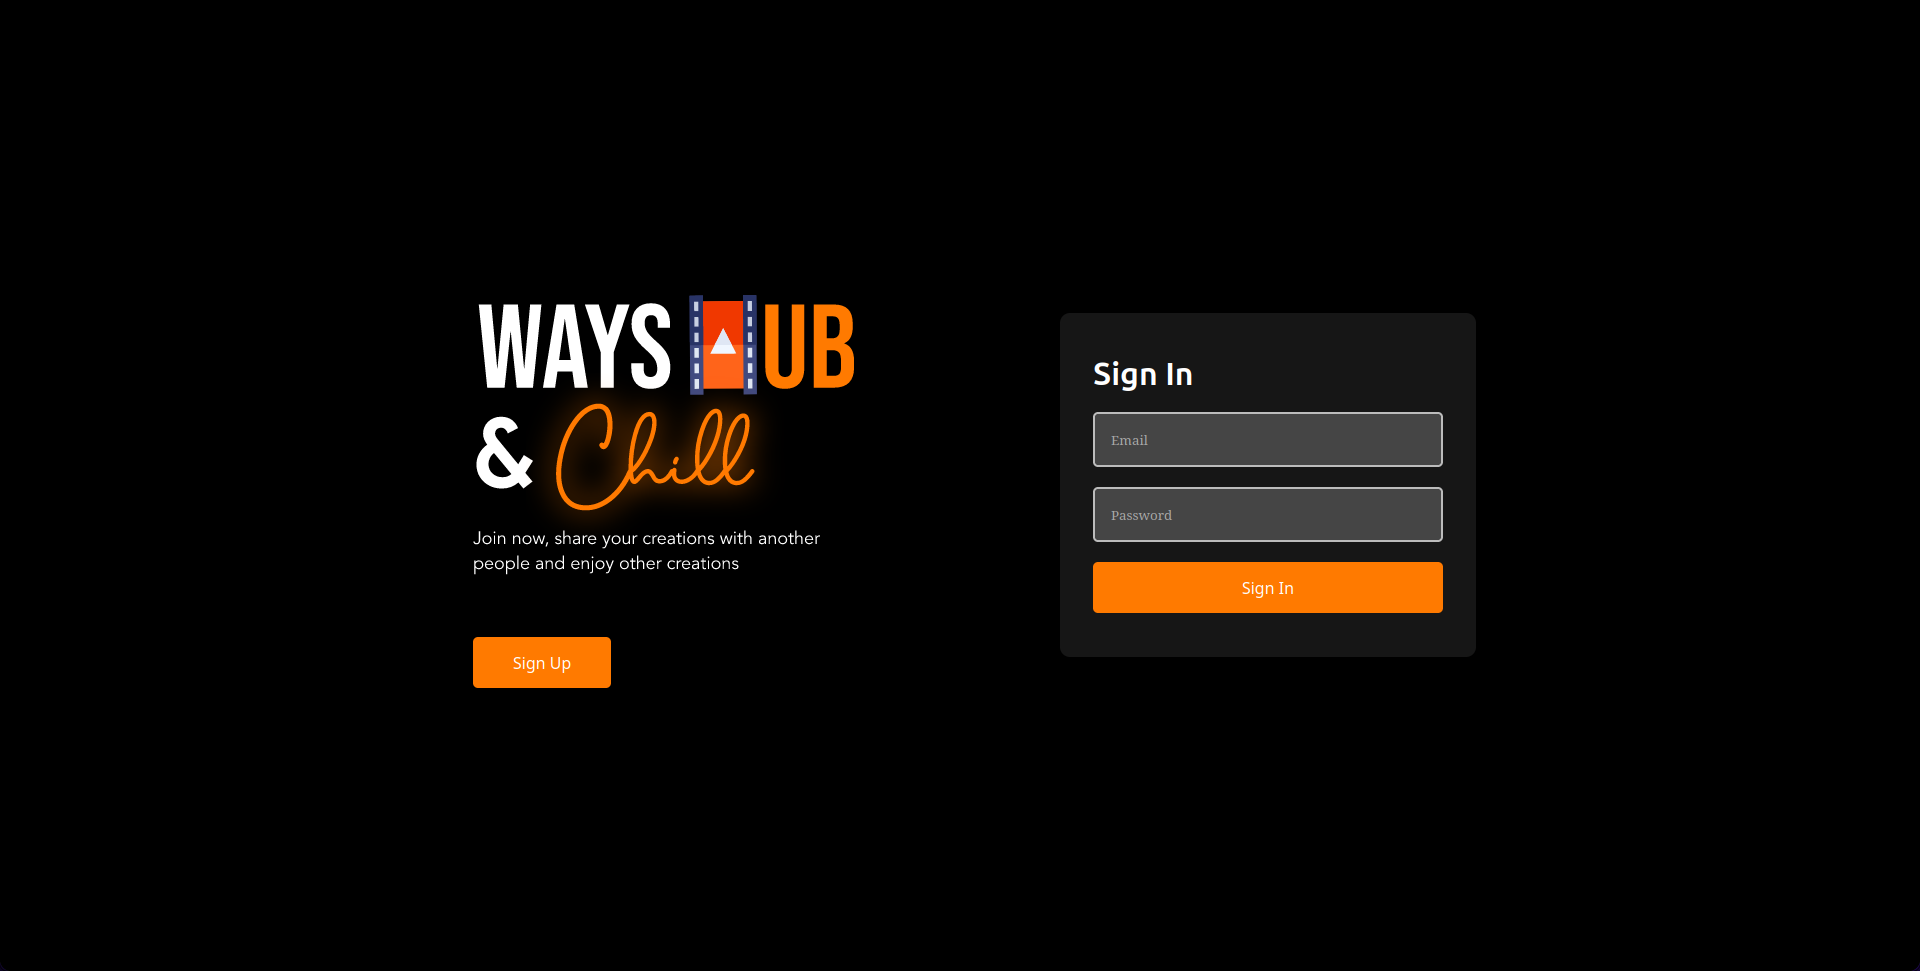 WAYS HUB
& Chill
Join now, share your creations with another
people and enjoy other creations
Sign Up
Sign In
Email
Password
Sign In